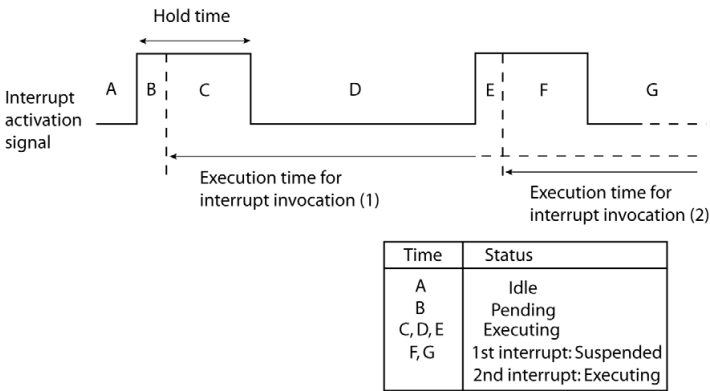 Hold time
A B C D E F G
Interrupt
activation
signal
Execution time for
interrupt invocation (1)
Execution time for
interrupt invocation (2)
Time Status
A Idle
B Pending
C, D, E Executing
F, G 1st interrupt: Suspended
2nd interrupt: Executing